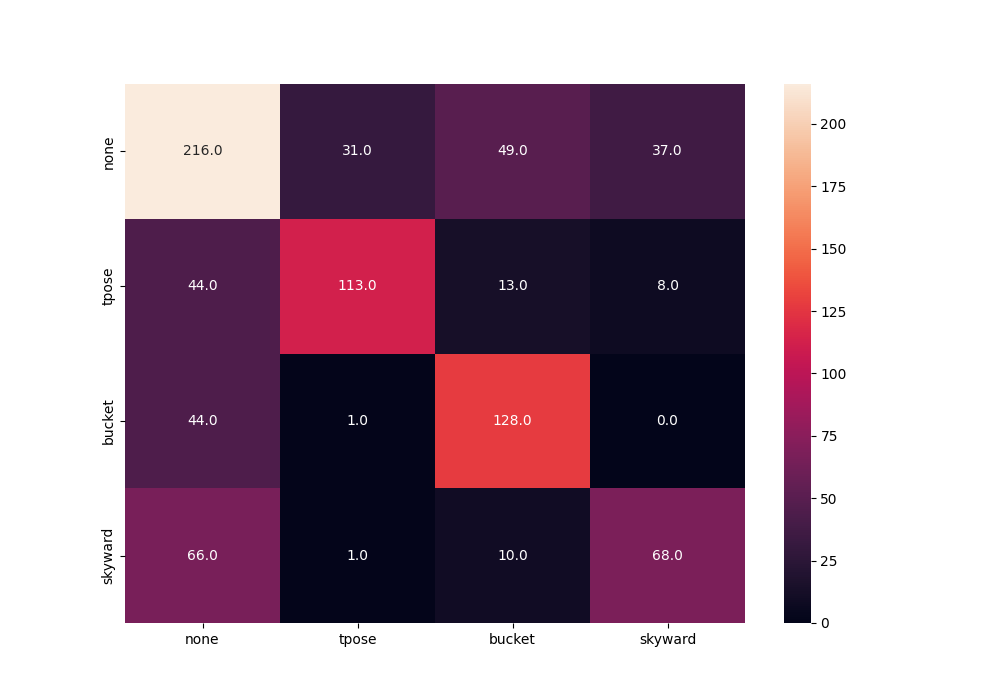 none 216.0 31.0 49.0 37.0
tpose 44.0 113.0 13.0 8.0
bucket 44.0 1.0 128.0 0.0
skyward 66.0 1.0 10.0 68.0
none tpose bucket skyward
200
175
150
125
100
75
50
25
0